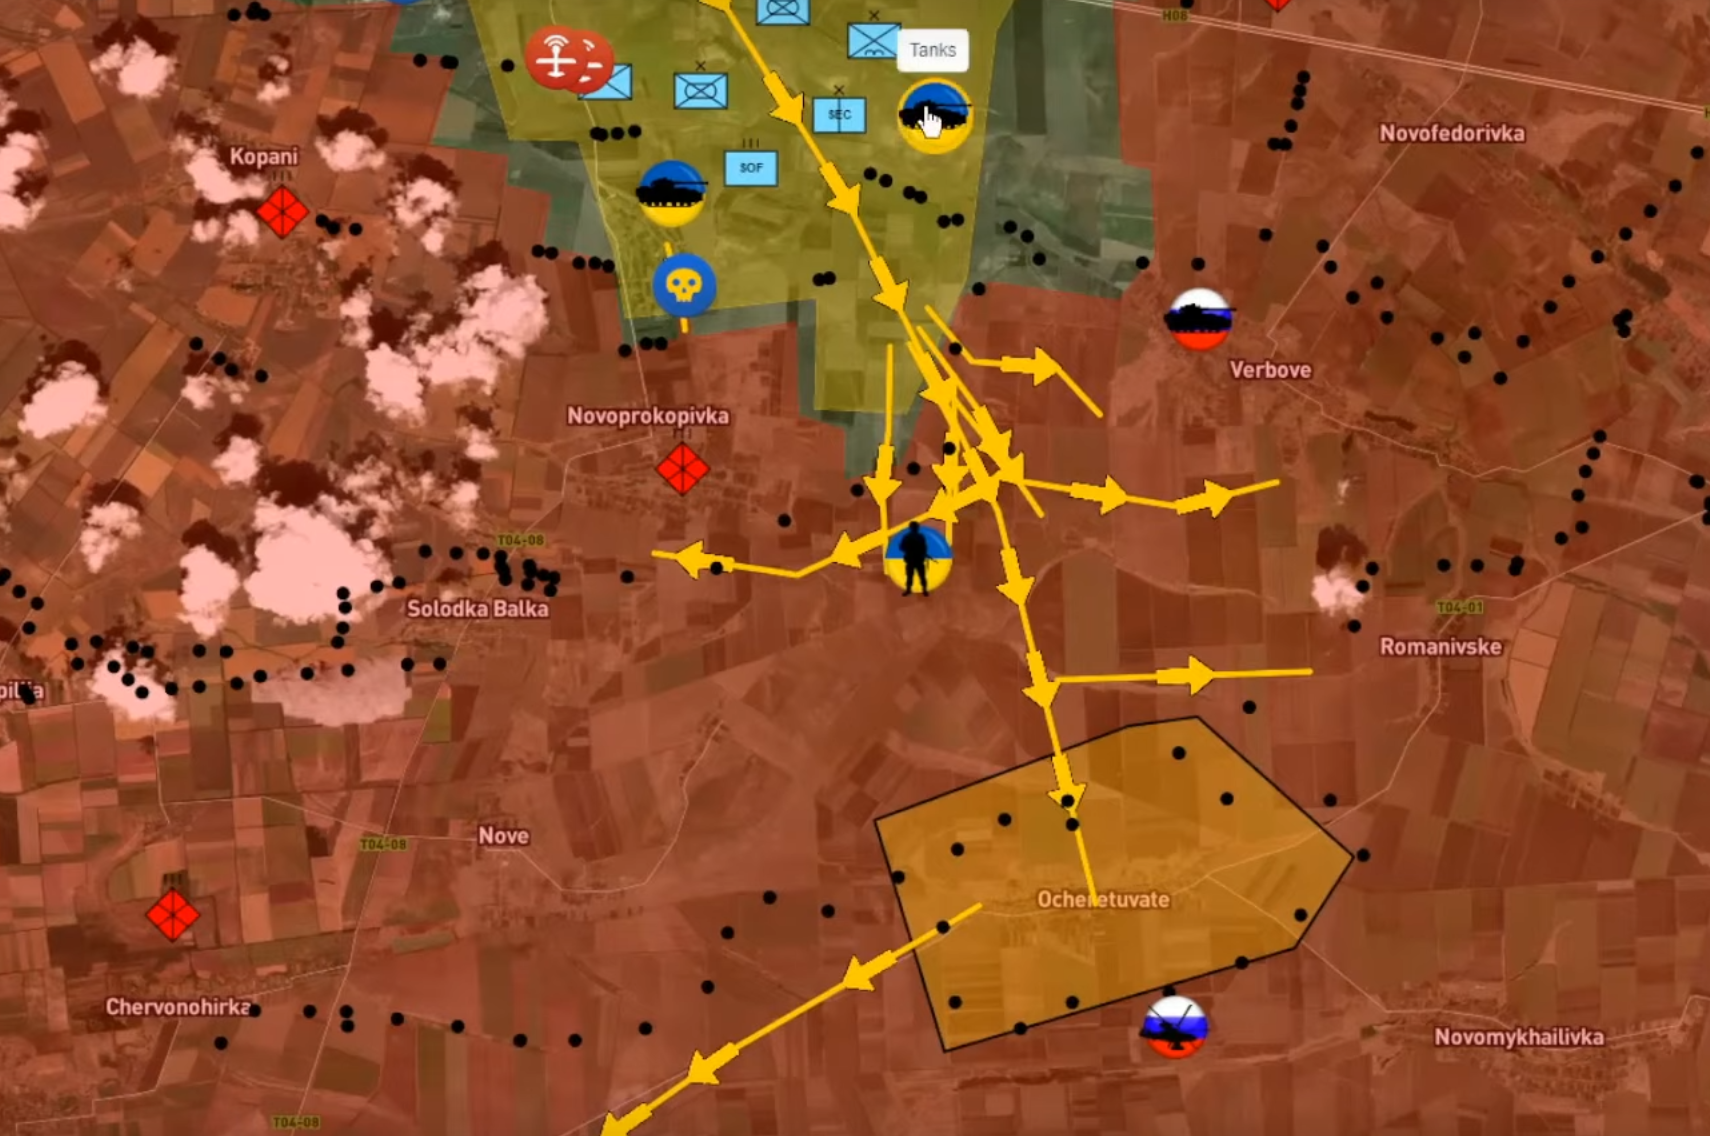 H08
Tanks
SEC
Novofedorivka
Kopani
SOF
Verbove
Novoprokopivka
T04-08
Solodka Balka
T04-01
Romanivske
Nove
T04-08
Ocheretuvate
Chervonohirka
Novomykhailivka
T04-08